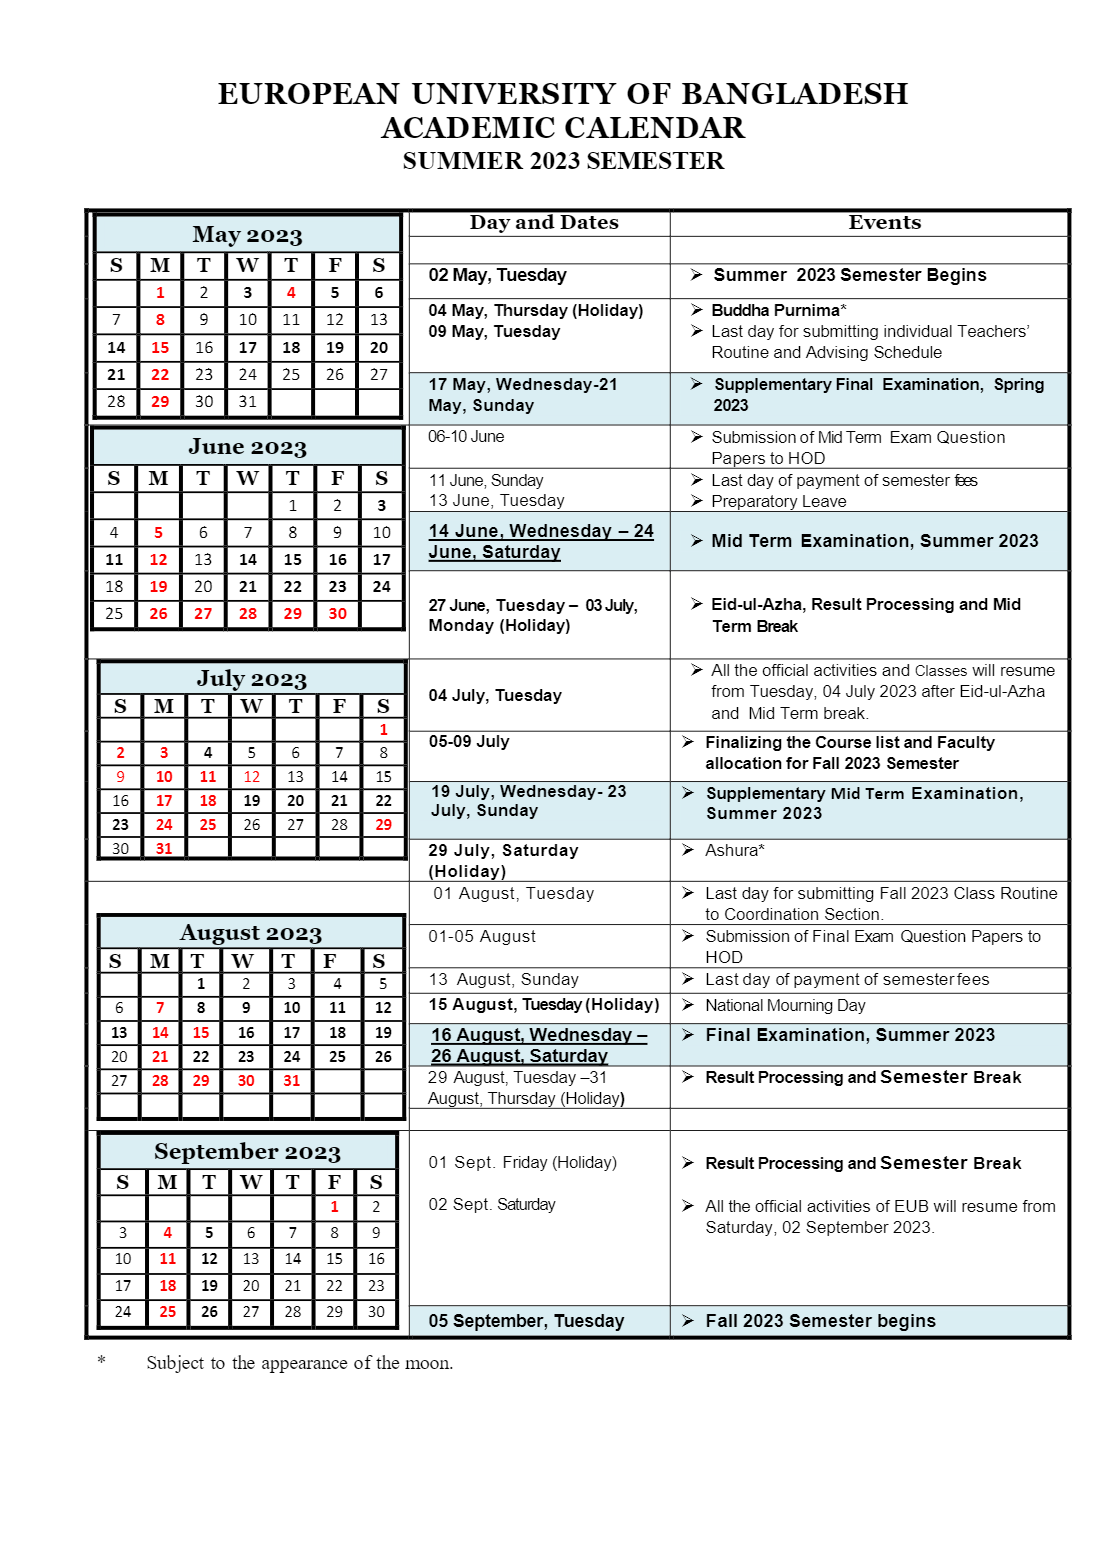 EUROPEAN UNIVERSITY OF BANGLADESH
ACADEMIC CALENDAR
SUMMER 2023 SEMESTER
Day and Dates Events
May 2023
S M T W T F S
1 2 3 4 5 6
7 8 9 10 11 12 13
14 15 16 17 18 19 20
21 22 23 24 25 26 27
28 29 30 31
02 May, Tuesday
➢ Summer 2023 Semester Begins
04 May, Thursday (Holiday)
09 May, Tuesday
➢ Buddha Purnima*
➢ Last day for submitting individual Teachers’
Routine and Advising Schedule
17 May, Wednesday-21
May, Sunday
➢ Supplementary Final Examination, Spring
2023
June 2023
S M T W T F S
1 2 3
4 5 6 7 8 9 10
11 12 13 14 15 16 17
18 19 20 21 22 23 24
25 26 27 28 29 30
06-10 June
➢ Submission of Mid Term Exam Question
Papers to HOD
11 June, Sunday
13 June, Tuesday
➢ Last day of payment of semester fees
➢ Preparatory Leave
14 June, Wednesday – 24
June, Saturday
➢ Mid Term Examination, Summer 2023
27 June, Tuesday – 03 July,
Monday (Holiday)
➢ Eid-ul-Azha, Result Processing and Mid
Term Break
July 2023
S M T W T F S
1
2 3 4 5 6 7 8
9 10 11 12 13 14 15
16 17 18 19 20 21 22
23 24 25 26 27 28 29
30 31
04 July, Tuesday
➢ All the official activities and Classes will resume
from Tuesday, 04 July 2023 after Eid-ul-Azha
and Mid Term break.
05-09 July
➢ Finalizing the Course list and Faculty
allocation for Fall 2023 Semester
19 July, Wednesday- 23
July, Sunday
➢ Supplementary Mid Term Examination,
Summer 2023
29 July, Saturday
(Holiday)
➢ Ashura*
01 August, Tuesday
➢ Last day for submitting Fall 2023 Class Routine
to Coordination Section.
August 2023
S M T W T F S
1 2 3 4 5
6 7 8 9 10 11 12
13 14 15 16 17 18 19
20 21 22 23 24 25 26
27 28 29 30 31
01-05 August
➢ Submission of Final Exam Question Papers to
HOD
13 August, Sunday
➢ Last day of payment of semester fees
15 August, Tuesday (Holiday)
➢ National Mourning Day
16 August, Wednesday –
26 August, Saturday
➢ Final Examination, Summer 2023
29 August, Tuesday –31
August, Thursday (Holiday)
➢ Result Processing and Semester Break
September 2023
S M T W T F S
1 2
3 4 5 6 7 8 9
10 11 12 13 14 15 16
17 18 19 20 21 22 23
24 25 26 27 28 29 30
01 Sept. Friday (Holiday)
➢ Result Processing and Semester Break
02 Sept. Saturday
➢ All the official activities of EUB will resume from
Saturday, 02 September 2023.
05 September, Tuesday
➢ Fall 2023 Semester begins
* Subject to the appearance of the moon.